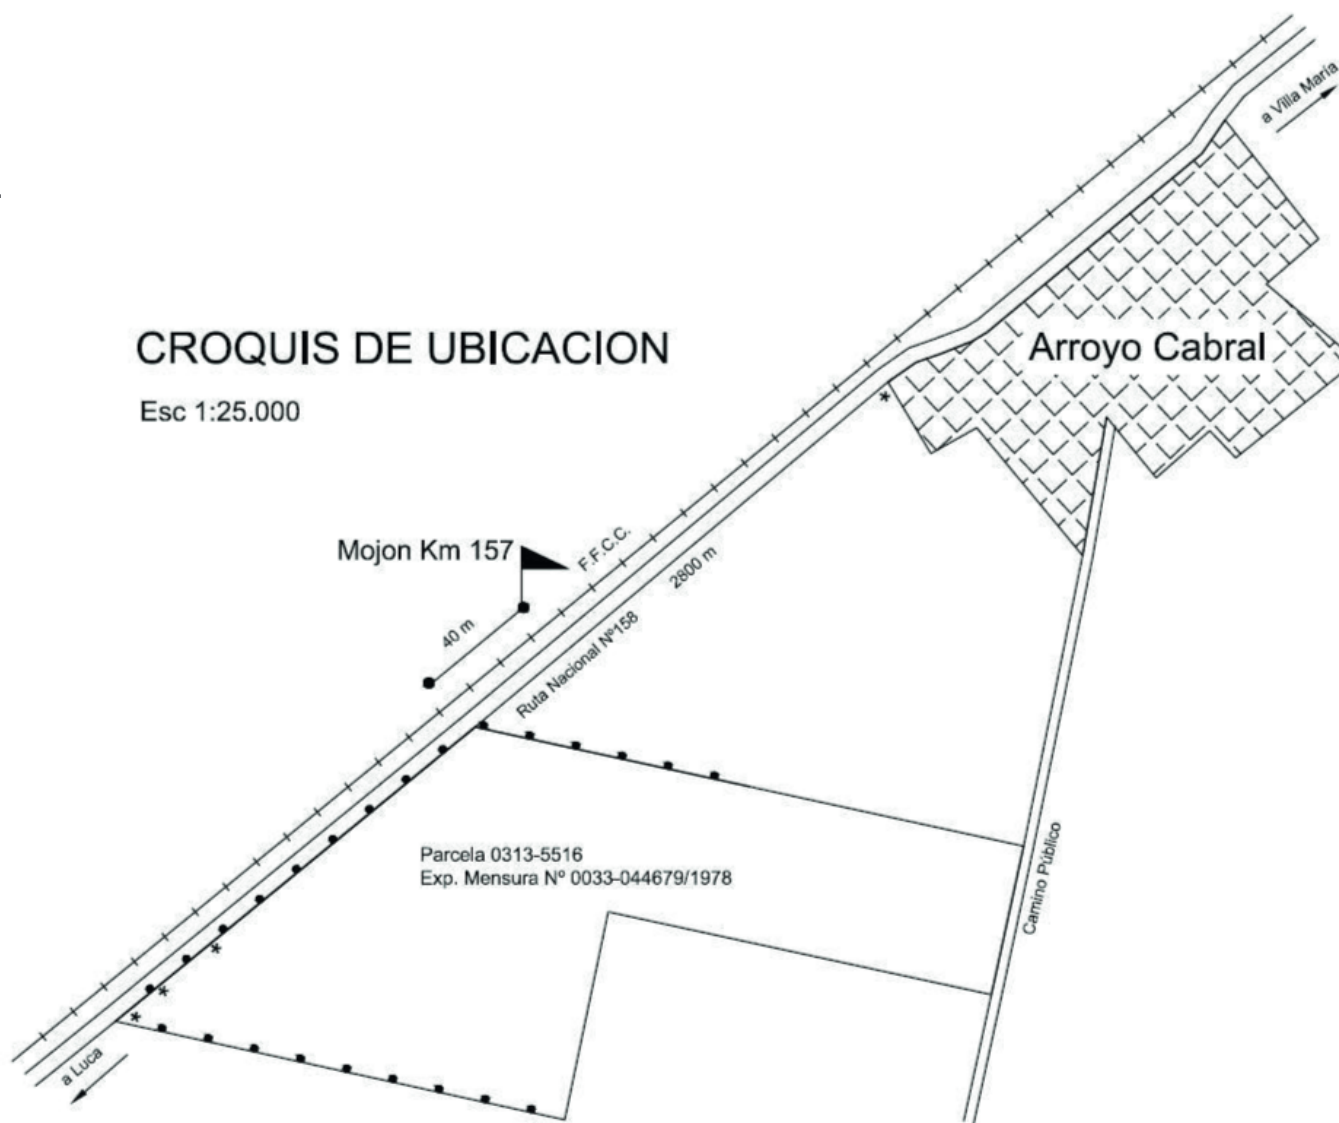 a Villa María
CROQUIS DE UBICACION
Arroyo Cabral
Esc 1:25.000
Mojon Km 157
F.F.C.C.
2800 m
40 m
Ruta Nacional Nº158
Parcela 0313-5516
Exp. Mensura Nº 0033-044679/1978
Camino Público
a Luca